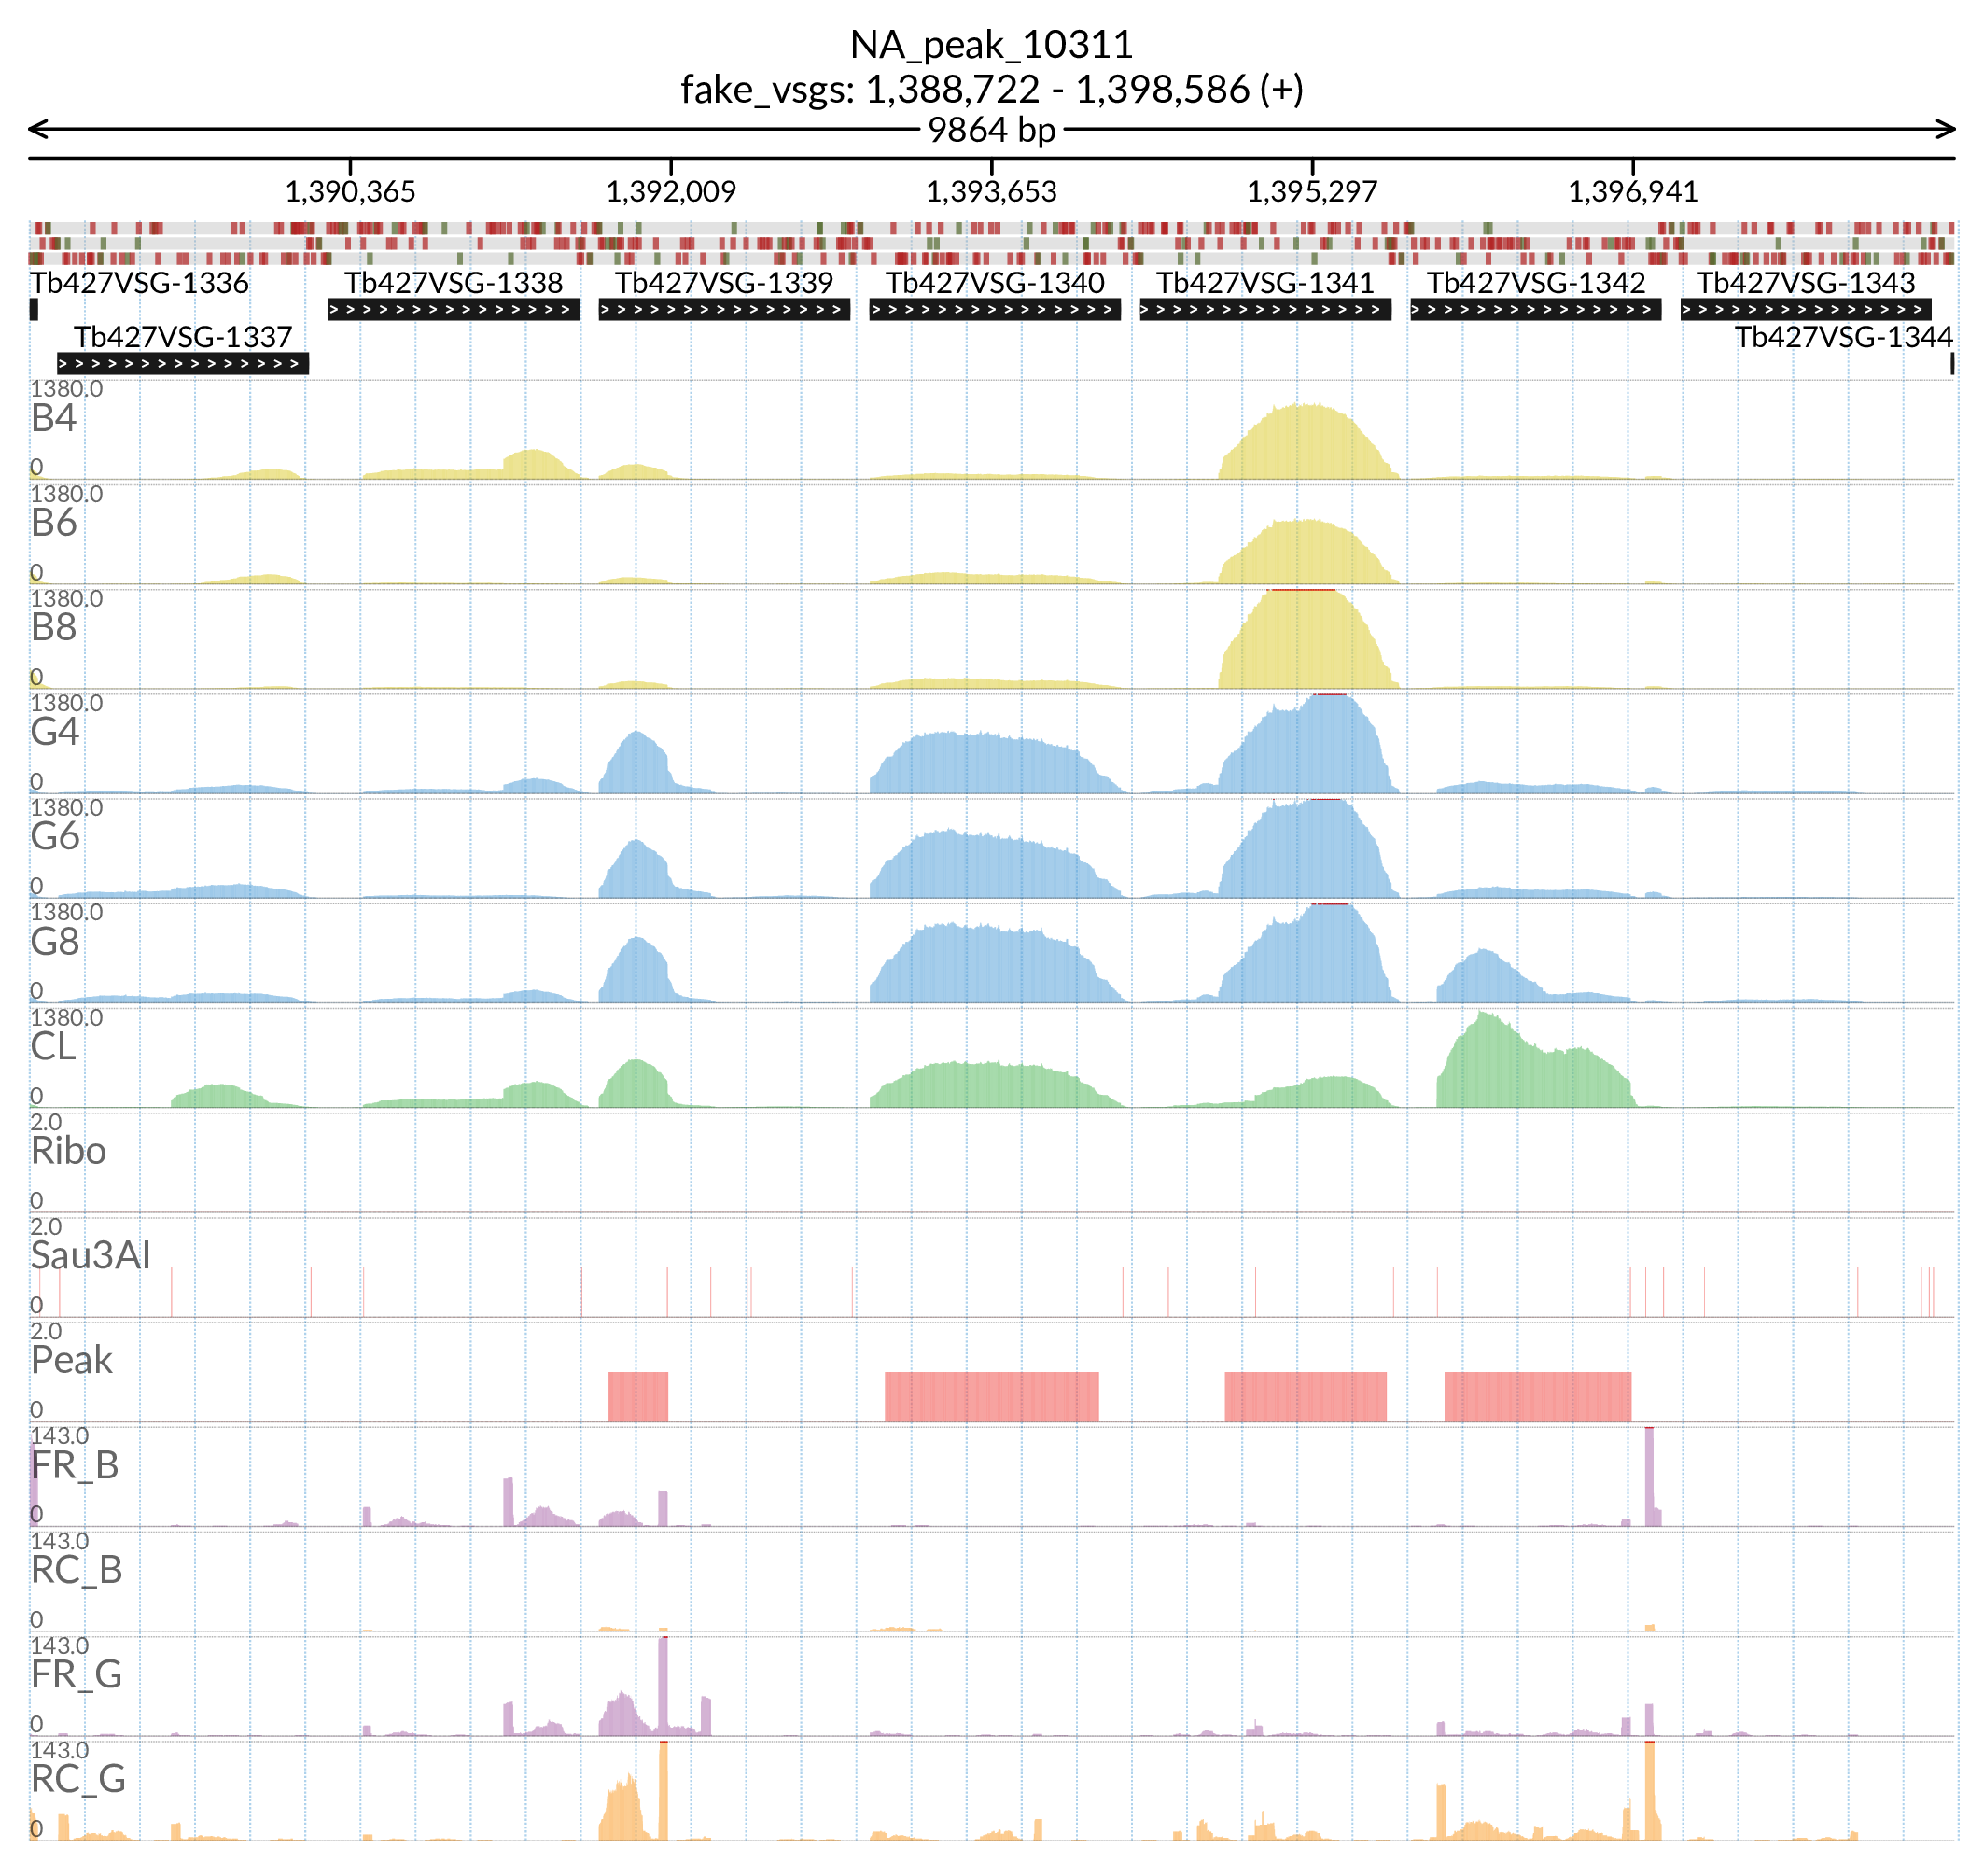 NA_peak_10311
fake_vsgs: 1,388,722 - 1,398,586 (+)
9864 bp
1,390,365 1,392,009 1,393,653 1,395,297 1,396,941
Tb427VSG-1336 Tb427VSG-1338 Tb427VSG-1339 Tb427VSG-1340 Tb427VSG-1341 Tb427VSG-1342 Tb427VSG-1343
Tb427VSG-1337 Tb427VSG-1344
1380.0
B4
0
1380.0
B6
0
1380.0
B8
0
1380.0
G4
0
1380.0
G6
0
1380.0
G8
0
1380.0
CL
0
2.0
Ribo
0
2.0
Sau3AI
0
2.0
Peak
0
143.0
FR_B
0
143.0
RC_B
0
143.0
FR_G
0
143.0
RC_G
0